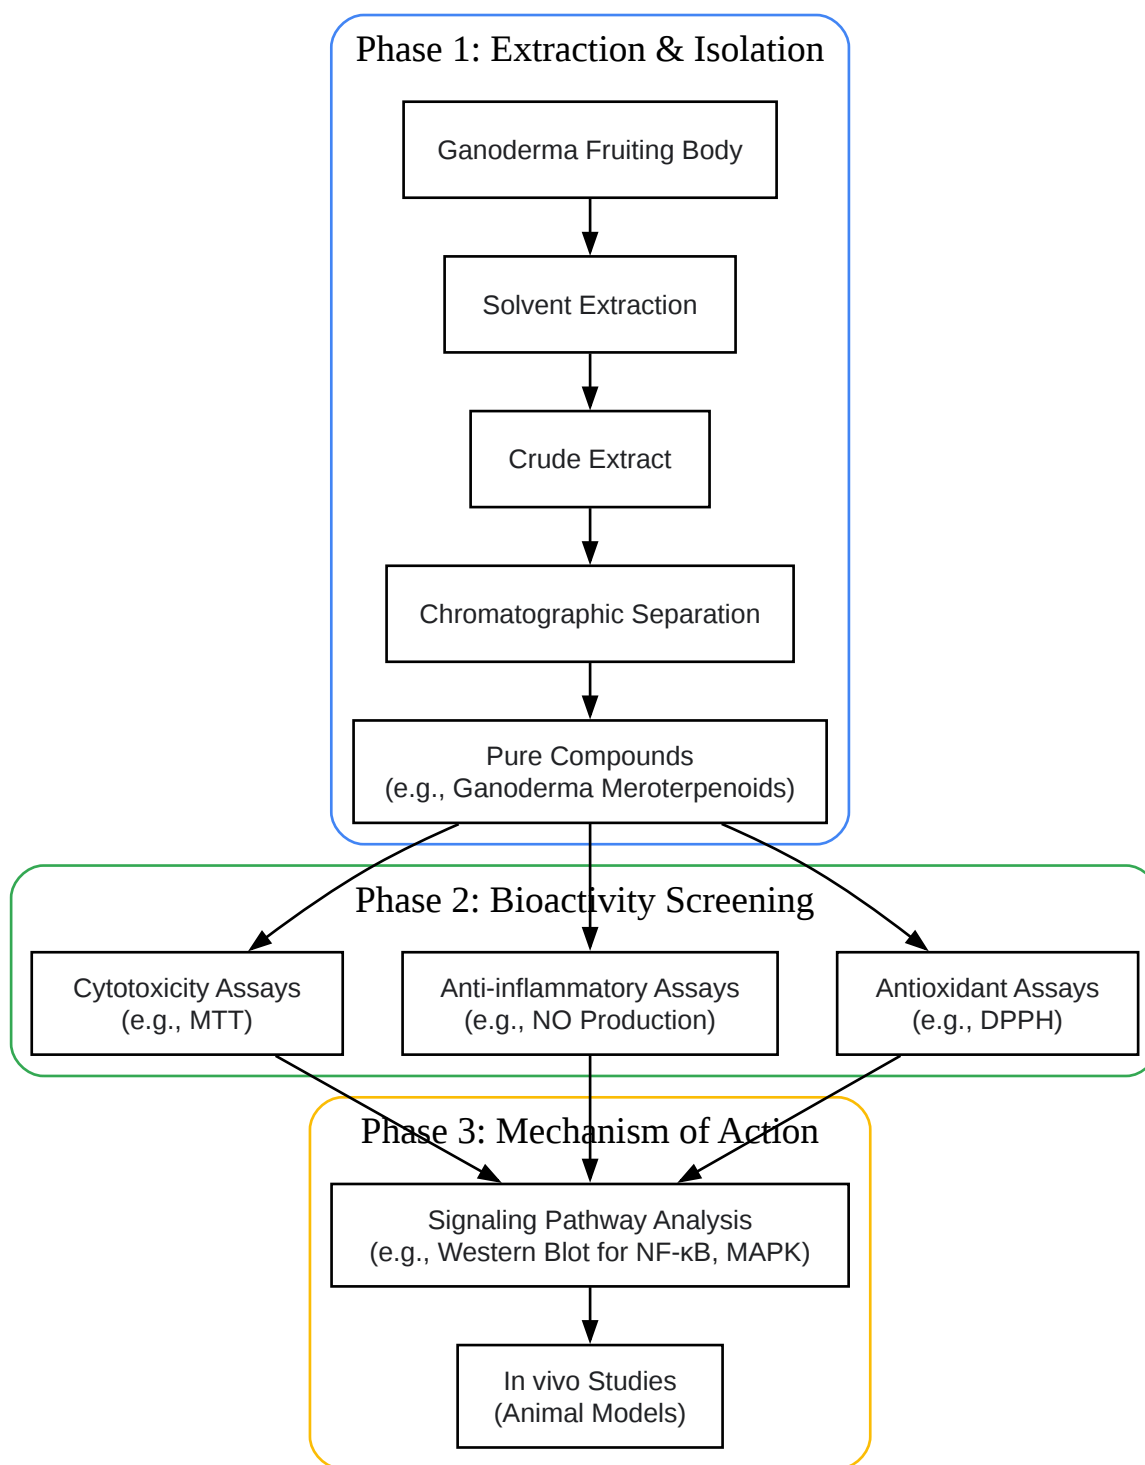 Phase 1: Extraction & Isolation
Ganoderma Fruiting Body
Solvent Extraction
Crude Extract
Chromatographic Separation
Pure Compounds
(e.g., Ganoderma Meroterpenoids)
Phase 2: Bioactivity Screening
Cytotoxicity Assays
(e.g., MTT)
Anti-inflammatory Assays
(e.g., NO Production)
Antioxidant Assays
(e.g., DPPH)
Phase 3: Mechanism of Action
Signaling Pathway Analysis
(e.g., Western Blot for NF-κB, MAPK)
In vivo Studies
(Animal Models)